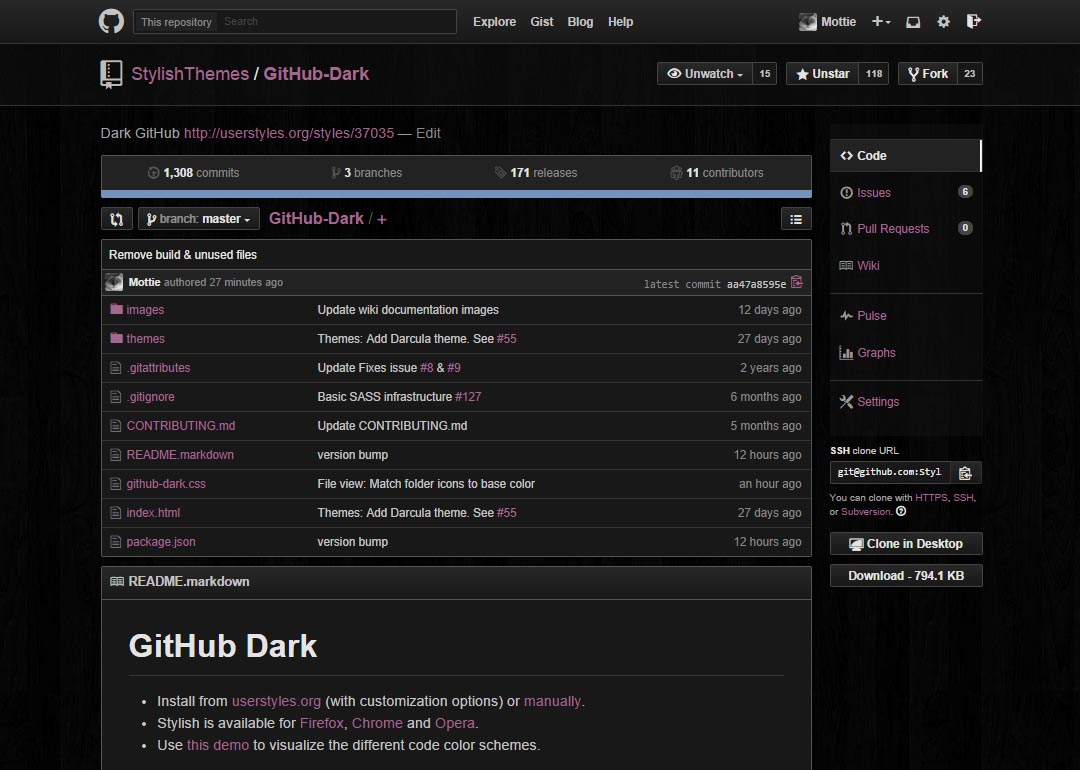 This repository Search Explore Gist Blog Help Mottie
StylishThemes / GitHub-Dark Unwatch 15 Unstar 118 Fork 23
Dark GitHub http://userstyles.org/styles/37035 — Edit
1,308 commits 3 branches 171 releases 11 contributors
branch: master GitHub-Dark / +
Remove build & unused files
Mottie authored 27 minutes ago latest commit aa47a8595e
images Update wiki documentation images 12 days ago
themes Themes: Add Darcula theme. See #55 27 days ago
.gitattributes Update Fixes issue #8 & #9 2 years ago
.gitignore Basic SASS infrastructure #127 6 months ago
CONTRIBUTING.md Update CONTRIBUTING.md 5 months ago
README.markdown version bump 12 hours ago
github-dark.css File view: Match folder icons to base color an hour ago
index.html Themes: Add Darcula theme. See #55 27 days ago
package.json version bump 12 hours ago
README.markdown
GitHub Dark
• Install from userstyles.org (with customization options) or manually.
• Stylish is available for Firefox, Chrome and Opera.
• Use this demo to visualize the different code color schemes.
Code
Issues 6
Pull Requests 0
Wiki
Pulse
Graphs
Settings
SSH clone URL
git@github.com:Styl
You can clone with HTTPS, SSH,
or Subversion.
Clone in Desktop
Download - 794.1 KB